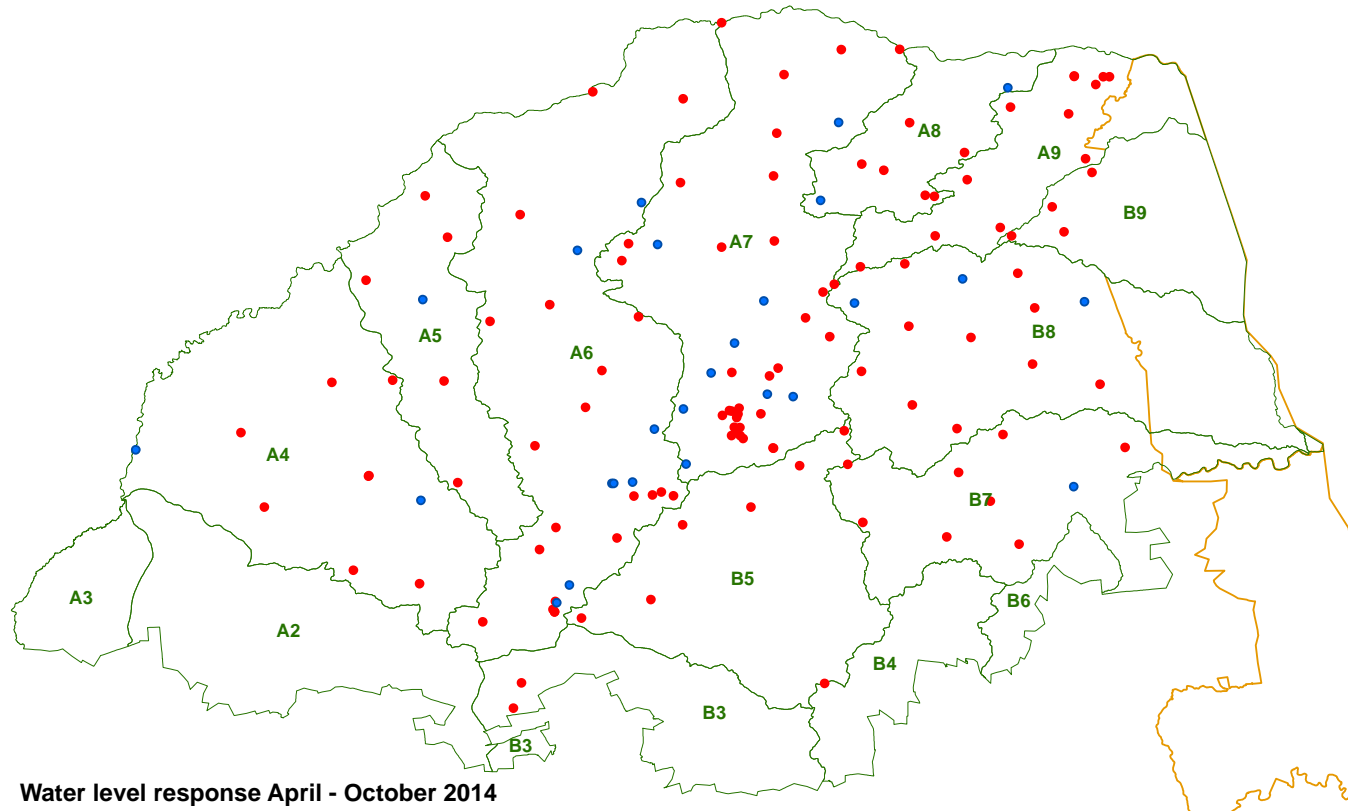 A8
A9
B9
A7
A5
B8
A6
A4
B7
B5
A3
B6
A2
B4
B3
B3
Water level response April - October 2014